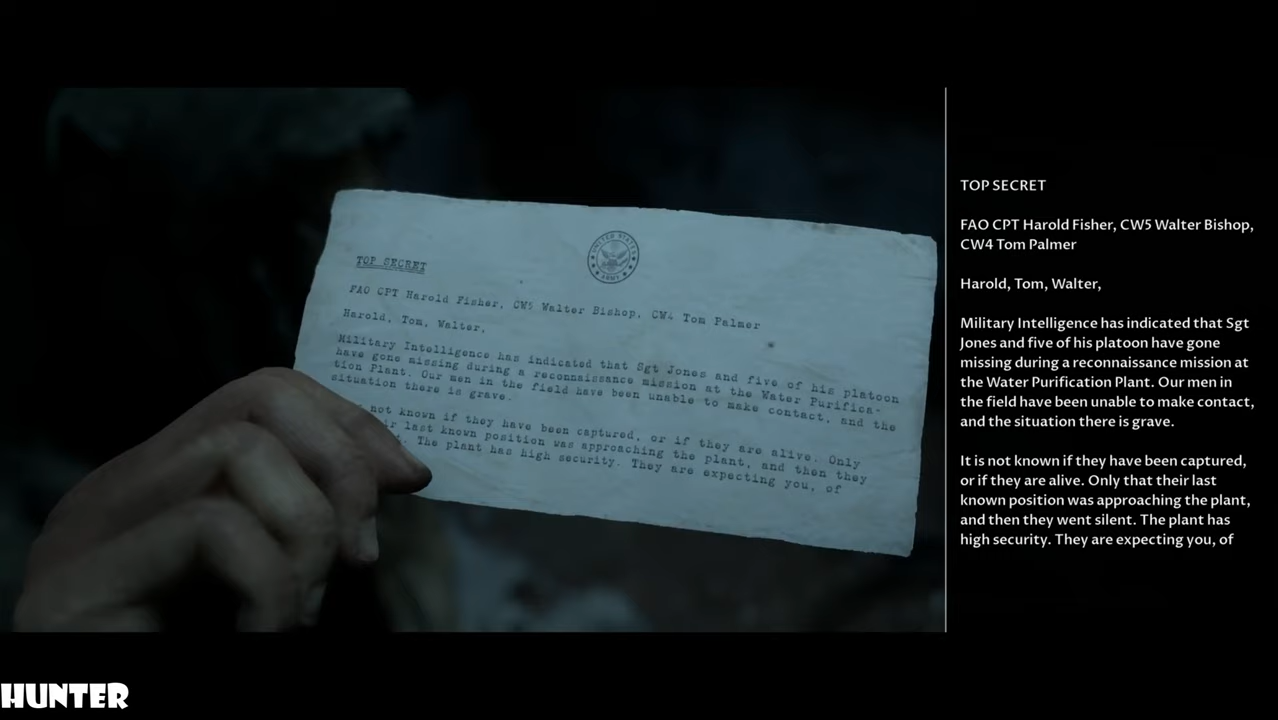 UNITED STATES
ARMY
TOP SECRET
FAO CPT Harold Fisher, CW5 Walter Bishop, CW4 Tom Palmer
Harold, Tom, Walter,
Military Intelligence has indicated that Sgt Jones and five of his platoon
have gone missing during a reconnaissance mission at the Water Purifica-
tion Plant. Our men in the field have been unable to make contact, and the
situation there is grave.
not known if they have been captured, or if they are alive. Only
last known position was approaching the plant, and then they
The plant has high security. They are expecting you, of
TOP SECRET
FAO CPT Harold Fisher, CW5 Walter Bishop,
CW4 Tom Palmer
Harold, Tom, Walter,
Military Intelligence has indicated that Sgt
Jones and five of his platoon have gone
missing during a reconnaissance mission at
the Water Purification Plant. Our men in
the field have been unable to make contact,
and the situation there is grave.
It is not known if they have been captured,
or if they are alive. Only that their last
known position was approaching the plant,
and then they went silent. The plant has
high security. They are expecting you, of
HUNTER